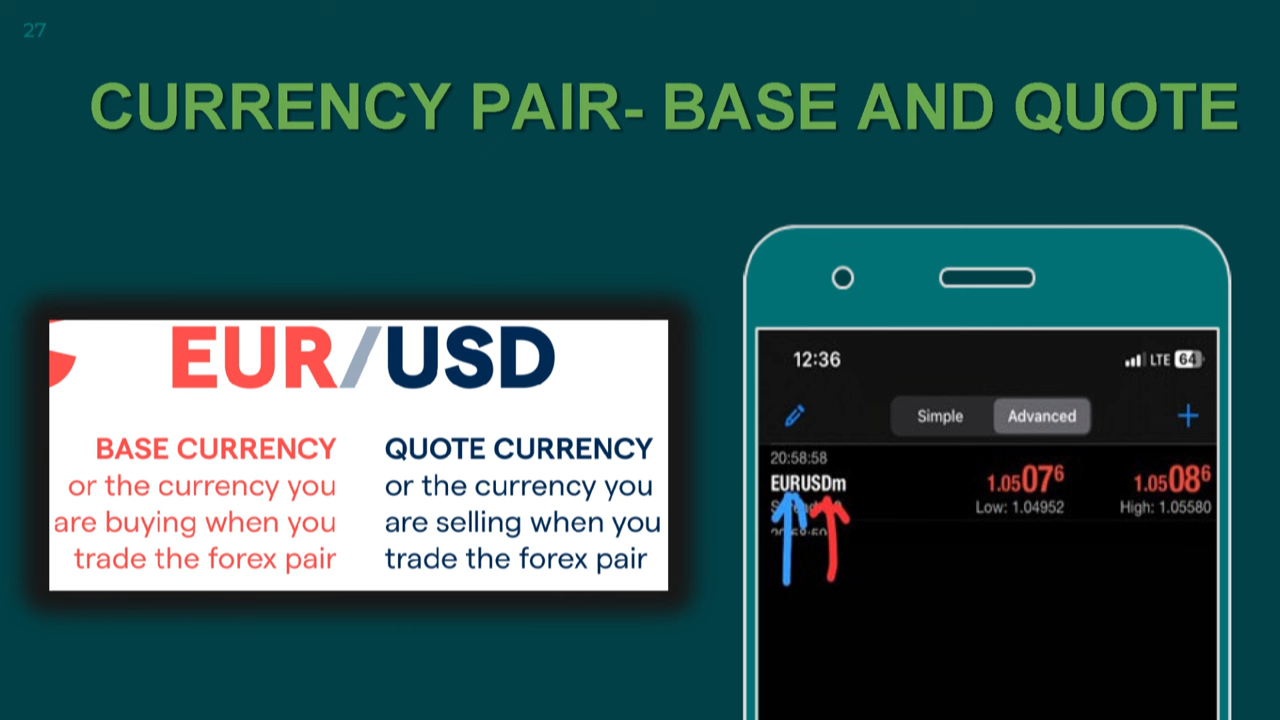 27
CURRENCY PAIR- BASE AND QUOTE
EUR/USD
BASE CURRENCY
or the currency you
are buying when you
trade the forex pair
QUOTE CURRENCY
or the currency you
are selling when you
trade the forex pair
12:36
LTE 64
Simple Advanced
20:58:58
EURUSDm 1.05076 1.05086
Low: 1.04952 High: 1.05580